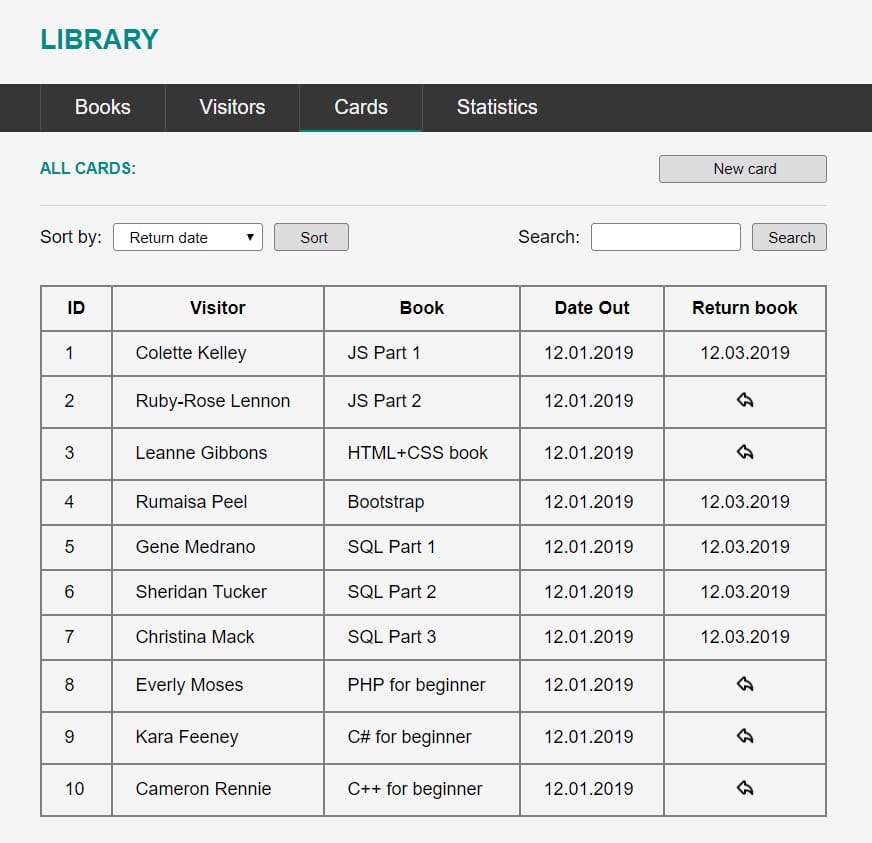 LIBRARY
Books Visitors Cards Statistics
ALL CARDS: New card
Sort by: Return date Sort Search: Search
ID Visitor Book Date Out Return book
1 Colette Kelley JS Part 1 12.01.2019 12.03.2019
2 Ruby-Rose Lennon JS Part 2 12.01.2019
3 Leanne Gibbons HTML+CSS book 12.01.2019
4 Rumaisa Peel Bootstrap 12.01.2019 12.03.2019
5 Gene Medrano SQL Part 1 12.01.2019 12.03.2019
6 Sheridan Tucker SQL Part 2 12.01.2019 12.03.2019
7 Christina Mack SQL Part 3 12.01.2019 12.03.2019
8 Everly Moses PHP for beginner 12.01.2019
9 Kara Feeney C# for beginner 12.01.2019
10 Cameron Rennie C++ for beginner 12.01.2019